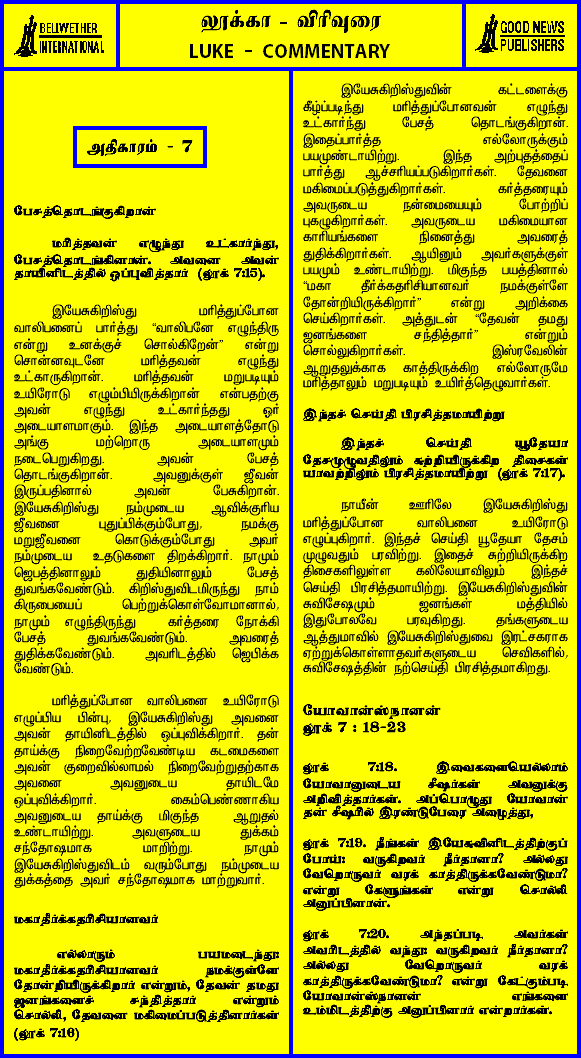 BELWETHER
INTERNATIONAL
லூக்கா - விரிவுரை
LUKE - COMMENTARY
GOOD NEWS
PUBLISHERS
அதிகாரம் - 7
பேசத்தொடங்குகிறான்
மரித்தவன் எழுந்து உட்கார்ந்து,
பேசத்தொடங்கினான். அவனை அவன்
தாயினிடத்தில் ஒப்புவித்தார் (லூக் 7:15).
இயேசுகிறிஸ்து மரித்துப்போன
வாலிபனைப் பார்த்து “வாலிபனே எழுந்திரு
என்று உனக்குச் சொல்கிறேன்” என்று
சொன்னவுடனே மரித்தவன் எழுந்து
உட்காருகிறான். மரித்தவன் மறுபடியும்
உயிரோடு எழும்பியிருக்கிறான் என்பதற்கு
அவன் எழுந்து உட்கார்ந்தது ஓர்
அடையாளமாகும். இந்த அடையாளத்தோடு
அங்கு மற்றொரு அடையாளமும்
நடைபெறுகிறது. அவன் பேசத்
தொடங்குகிறான். அவனுக்குள் ஜீவன்
இருப்பதினால் அவன் பேசுகிறான்.
இயேசுகிறிஸ்து நம்முடைய ஆவிக்குரிய
ஜீவனை புதுப்பிக்கும்போது, நமக்கு
மறுஜீவனை கொடுக்கும்போது அவர்
நம்முடைய உதடுகளை திறக்கிறார். நாமும்
ஜெபத்தினாலும் துதியினாலும் பேசத்
துவங்கவேண்டும். கிறிஸ்துவிடமிருந்து நாம்
கிருபையைப் பெற்றுக்கொள்வோமானால்,
நாமும் எழுந்திருந்து கர்த்தரை நோக்கி
பேசத் துவங்கவேண்டும். அவரைத்
துதிக்கவேண்டும். அவரிடத்தில் ஜெபிக்க
வேண்டும்.
மரித்துப்போன வாலிபனை உயிரோடு
எழுப்பிய பின்பு, இயேசுகிறிஸ்து அவனை
அவன் தாயினிடத்தில் ஒப்புவிக்கிறார். தன்
தாய்க்கு நிறைவேற்றவேண்டிய கடமைகளை
அவன் குறைவில்லாமல் நிறைவேற்றுதற்காக
அவனை அவனுடைய தாயிடமே
ஒப்புவிக்கிறார். கைம்பெண்ணாகிய
அவனுடைய தாய்க்கு மிகுந்த ஆறுதல்
உண்டாயிற்று. அவளுடைய துக்கம்
சந்தோஷமாக மாறிற்று. நாமும்
இயேசுகிறிஸ்துவிடம் வரும்போது நம்முடைய
துக்கத்தை அவர் சந்தோஷமாக மாற்றுவார்.
மகாதீர்க்கதரிசியானவர்
எல்லாரும் பயமடைந்து:
மகாதீர்க்கதரிசியானவர் நமக்குள்ளே
தோன்றியிருக்கிறார் என்றும், தேவன் தமது
ஜனங்களைச் சந்தித்தார் என்றும்
சொல்லி, தேவனை மகிமைப்படுத்தினார்கள்
(லூக் 7:16)
இயேசுகிறிஸ்துவின் கட்டளைக்கு
கீழ்ப்படிந்து மரித்துப்போனவன் எழுந்து
உட்கார்ந்து பேசத் தொடங்குகிறான்.
இதைப்பார்த்த எல்லோருக்கும்
பயமுண்டாயிற்று. இந்த அற்புதத்தைப்
பார்த்து ஆச்சரியப்படுகிறார்கள். தேவனை
மகிமைப்படுத்துகிறார்கள். கர்த்தரையும்
அவருடைய நன்மையையும் போற்றிப்
புகழுகிறார்கள். அவருடைய மகிமையான
காரியங்களை நினைத்து அவரைத்
துதிக்கிறார்கள். ஆயினும் அவர்களுக்குள்
பயமும் உண்டாயிற்று. மிகுந்த பயத்தினால்
“மகா தீர்க்கதரிசியானவர் நமக்குள்ளே
தோன்றியிருக்கிறார்” என்று அறிக்கை
செய்கிறார்கள். அத்துடன் “தேவன் தமது
ஜனங்களை சந்தித்தார்” என்றும்
சொல்லுகிறார்கள். இஸ்ரவேலின்
ஆறுதலுக்காக காத்திருக்கிற எல்லோருமே
மரித்தாலும் மறுபடியும் உயிர்த்தெழுவார்கள்.
இந்தச் செய்தி பிரசித்தமாயிற்று
இந்தச் செய்தி யூதேயா
தேசமுழுவதிலும் சுற்றியிருக்கிற திசைகள்
யாவற்றிலும் பிரசித்தமாயிற்று (லூக் 7:17).
நாயீன் ஊரிலே இயேசுகிறிஸ்து
மரித்துப்போன வாலிபனை உயிரோடு
எழுப்புகிறார். இந்தச் செய்தி யூதேயா தேசம்
முழுவதும் பரவிற்று. இதைச் சுற்றியிருக்கிற
திசைகளிலுள்ள கலிலேயாவிலும் இந்தச்
செய்தி பிரசித்தமாயிற்று. இயேசுகிறிஸ்துவின்
சுவிசேஷமும் ஜனங்கள் மத்தியில்
இதுபோலவே பரவுகிறது. தங்களுடைய
ஆத்துமாவில் இயேசுகிறிஸ்துவை இரட்சகராக
ஏற்றுக்கொள்ளாதவர்களுடைய செவிகளில்,
சுவிசேஷத்தின் நற்செய்தி பிரசித்தமாகிறது.
யோவான்ஸ்நானன்
லூக் 7 : 18-23
லூக் 7:18. இவைகளையெல்லாம்
யோவானுடைய சீஷர்கள் அவனுக்கு
அறிவித்தார்கள். அப்பொழுது யோவான்
தன் சீஷரில் இரண்டுபேரை அழைத்து,
லூக் 7:19. நீங்கள் இயேசுவினிடத்திற்குப்
போய்: வருகிறவர் நீர்தானா? அல்லது
வேறொருவர் வரக் காத்திருக்கவேண்டுமா?
என்று கேளுங்கள் என்று சொல்லி
அனுப்பினான்.
லூக் 7:20. அந்தப்படி அவர்கள்
அவரிடத்தில் வந்து: வருகிறவர் நீர்தானா?
அல்லது வேறொருவர் வரக்
காத்திருக்கவேண்டுமா? என்று கேட்கும்படி
யோவான்ஸ்நானன் எங்களை
உம்மிடத்திற்கு அனுப்பினார் என்றார்கள்.